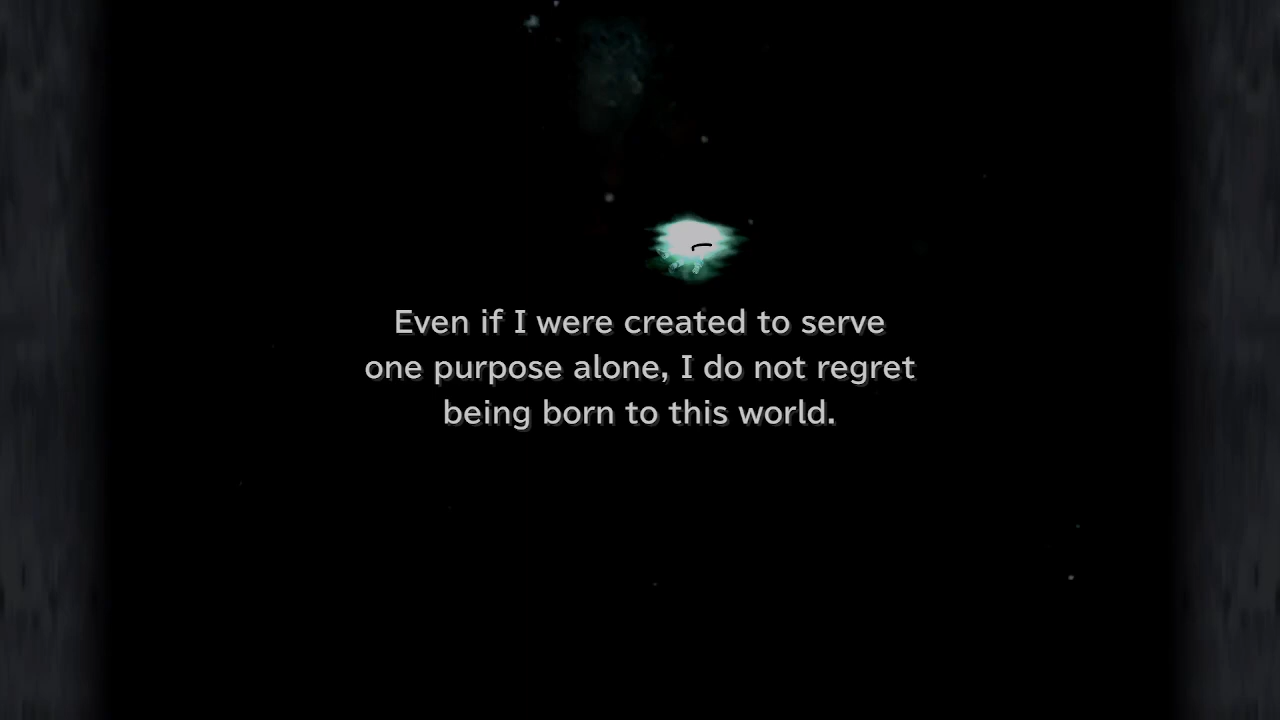 Even if I were created to serve
one purpose alone, I do not regret
being born to this world.